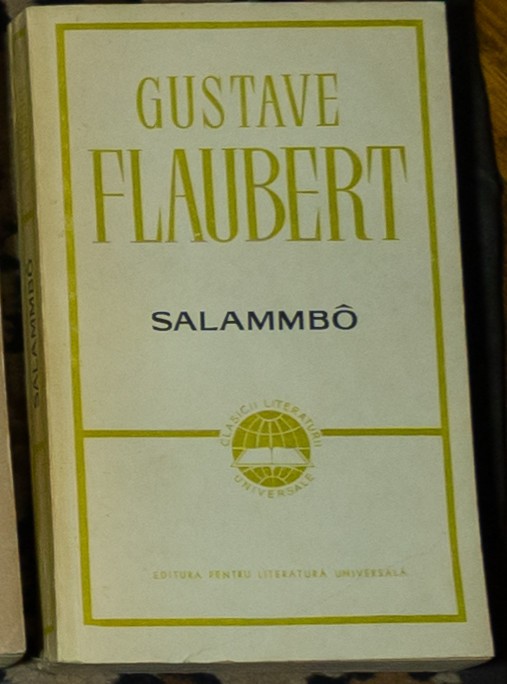 GUSTAVE
FLAUBERT
SALAMMBÔ
CLASICII LITERATURII
UNIVERSALE
EDITURA PENTRU LITERATURĂ UNIVERSALĂ
SALAMMBÔ